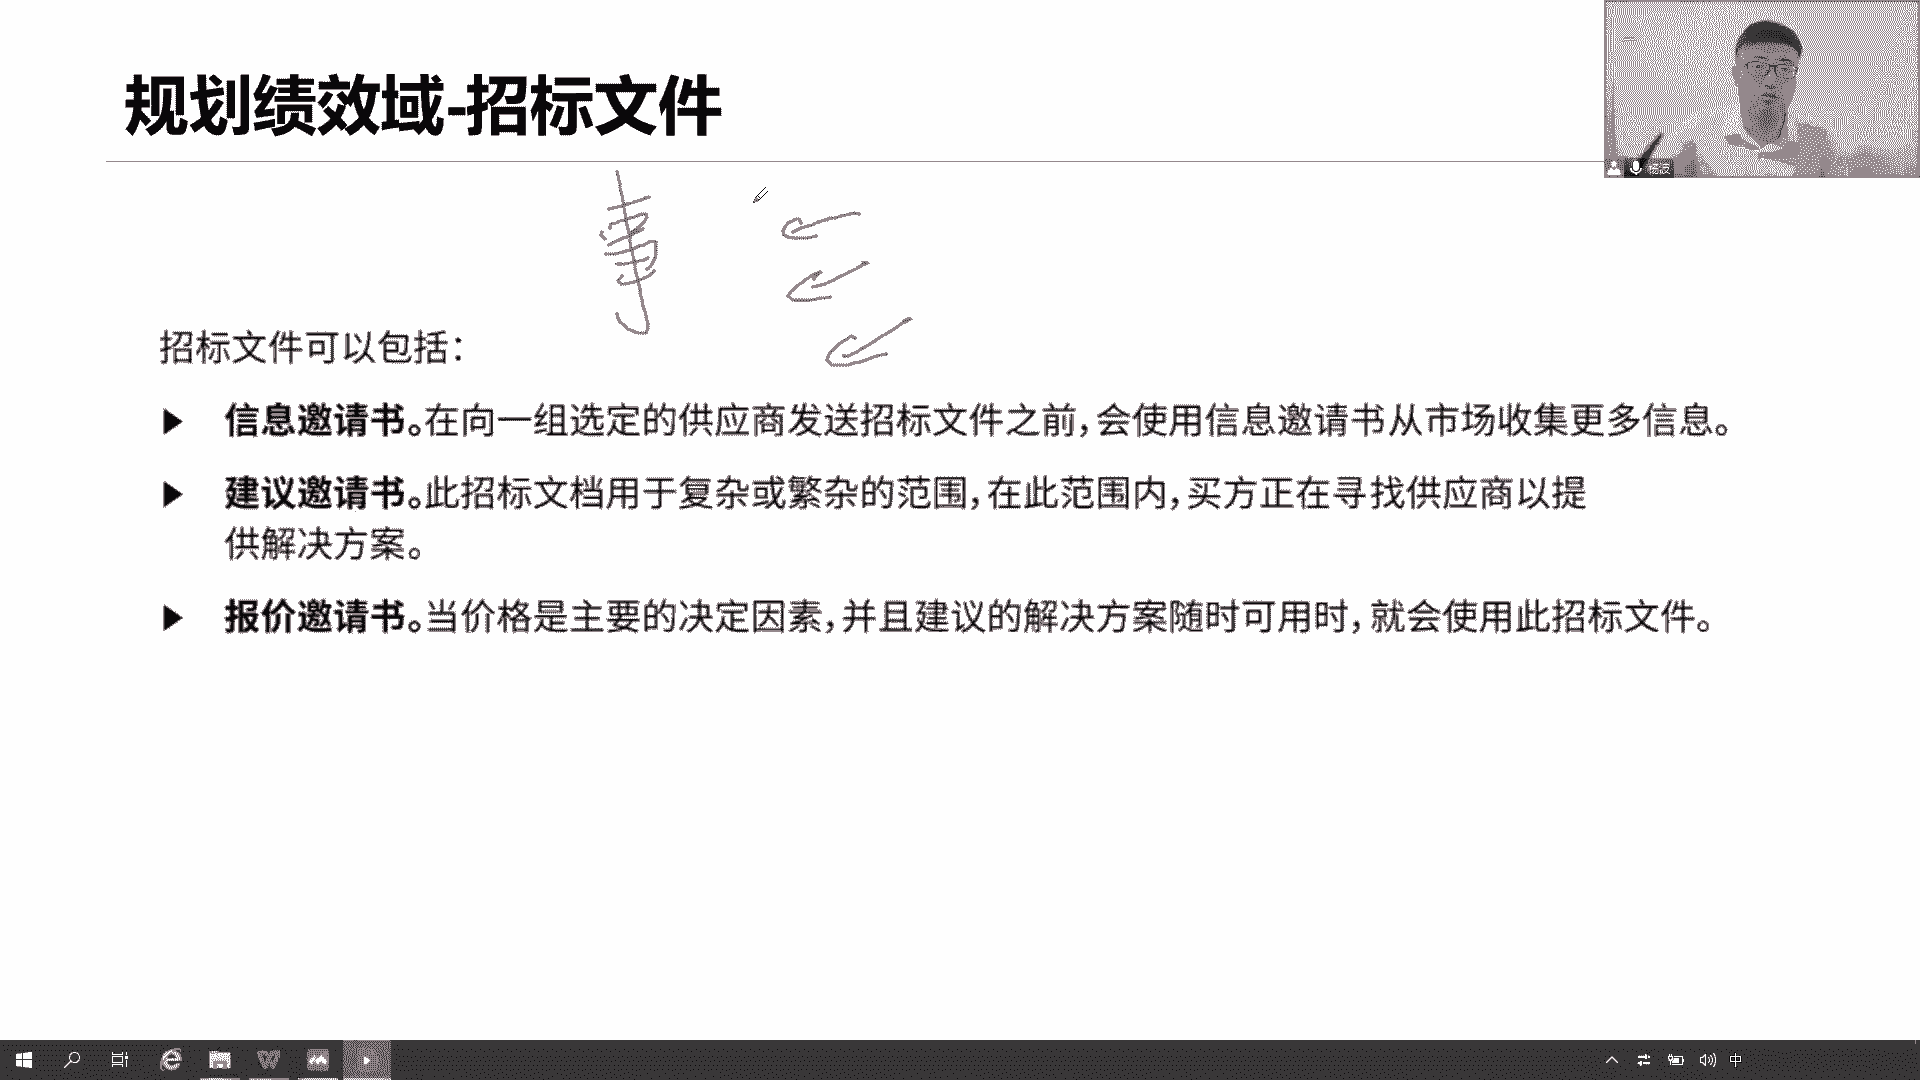 规划绩效域-招标文件
事
招标文件可以包括：
▶ 信息邀请书。在向一组选定的供应商发送招标文件之前，会使用信息邀请书从市场收集更多信息。
▶ 建议邀请书。此招标文档用于复杂或繁杂的范围，在此范围内，买方正在寻找供应商以提
供解决方案。
▶ 报价邀请书。当价格是主要的决定因素，并且建议的解决方案随时可用时，就会使用此招标文件。
中